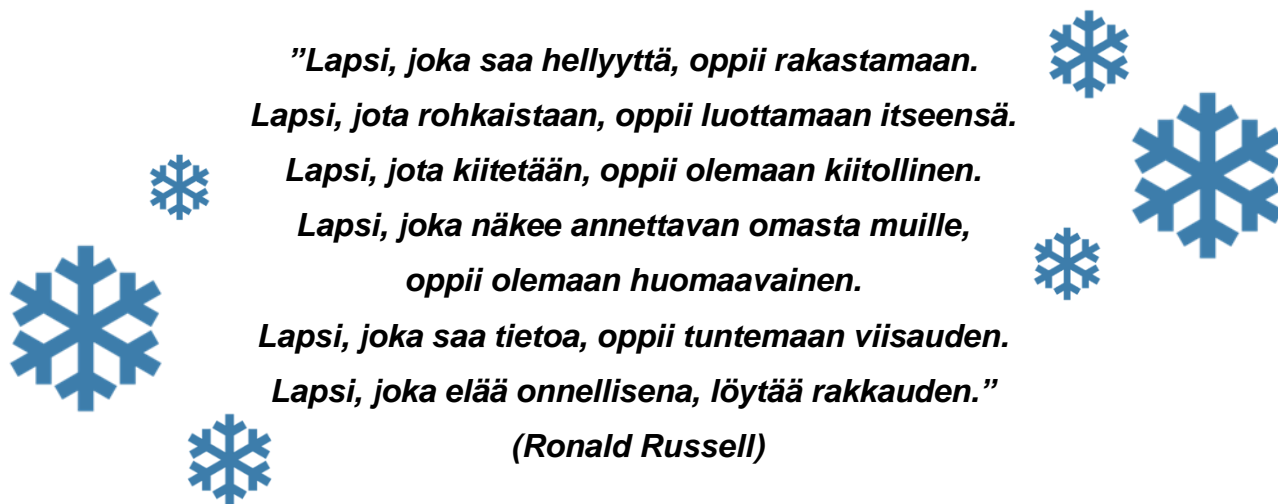 ”Lapsi, joka saa hellyyttä, oppii rakastamaan.
Lapsi, jota rohkaistaan, oppii luottamaan itseensä.
Lapsi, jota kiitetään, oppii olemaan kiitollinen.
Lapsi, joka näkee annettavan omasta muille,
oppii olemaan huomaavainen.
Lapsi, joka saa tietoa, oppii tuntemaan viisauden.
Lapsi, joka elää onnellisena, löytää rakkauden.”
(Ronald Russell)